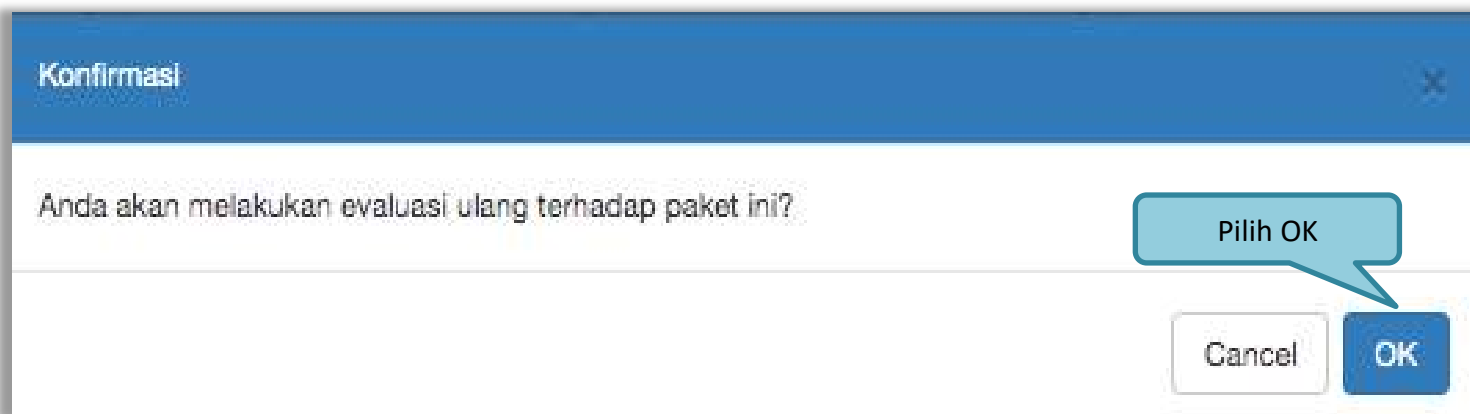 Konfirmasi
×
Anda akan melakukan evaluasi ulang terhadap paket ini?
Pilih OK
Cancel
OK